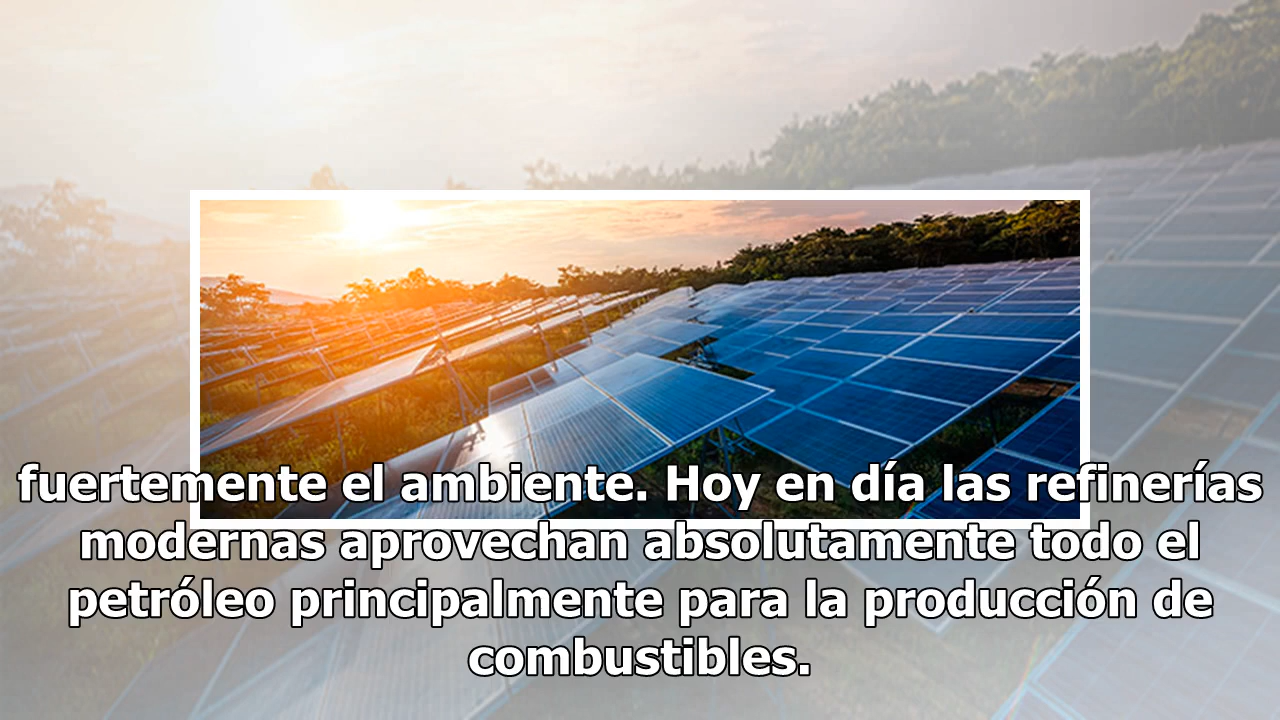 fuertemente el ambiente. Hoy en día las refinerías
modernas aprovechan absolutamente todo el
petróleo principalmente para la producción de
combustibles.